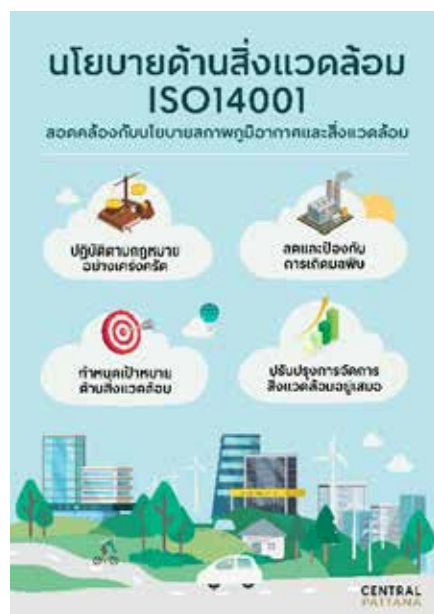 นโยบายด้านสิ่งแวดล้อม
ISO14001
สอดคล้องกับนโยบายสภาพภูมิอากาศและสิ่งแวดล้อม
ปฏิบัติตามกฎหมาย
อย่างเคร่งครัด
ลดและป้องกัน
การเกิดมลพิษ
กำหนดเป้าหมาย
ด้านสิ่งแวดล้อม
ปรับปรุงการจัดการ
สิ่งแวดล้อมอยู่เสมอ
CENTRAL
PATTANA